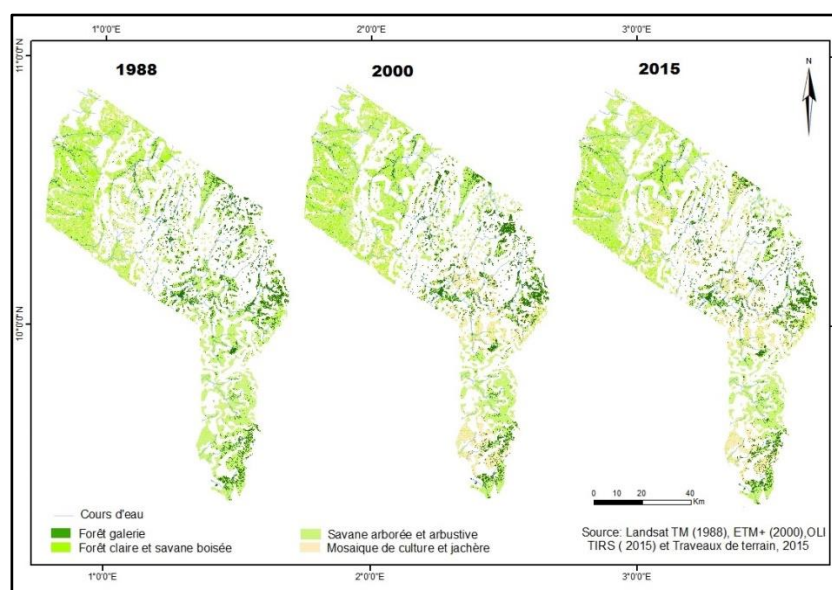 1°0'0"E 2°0'0"E 3°0'0"E
11°0'0"N
1988 2000 2015
N
10°0'0"N
0 10 20 40
Km
Cours d'eau
Forêt galerie
Forêt claire et savane boisée
Savane arborée et arbustive
Mosaique de culture et jachère
Source: Landsat TM (1988), ETM+ (2000),OLI
TIRS ( 2015) et Traveaux de terrain, 2015
1°0'0"E 2°0'0"E 3°0'0"E